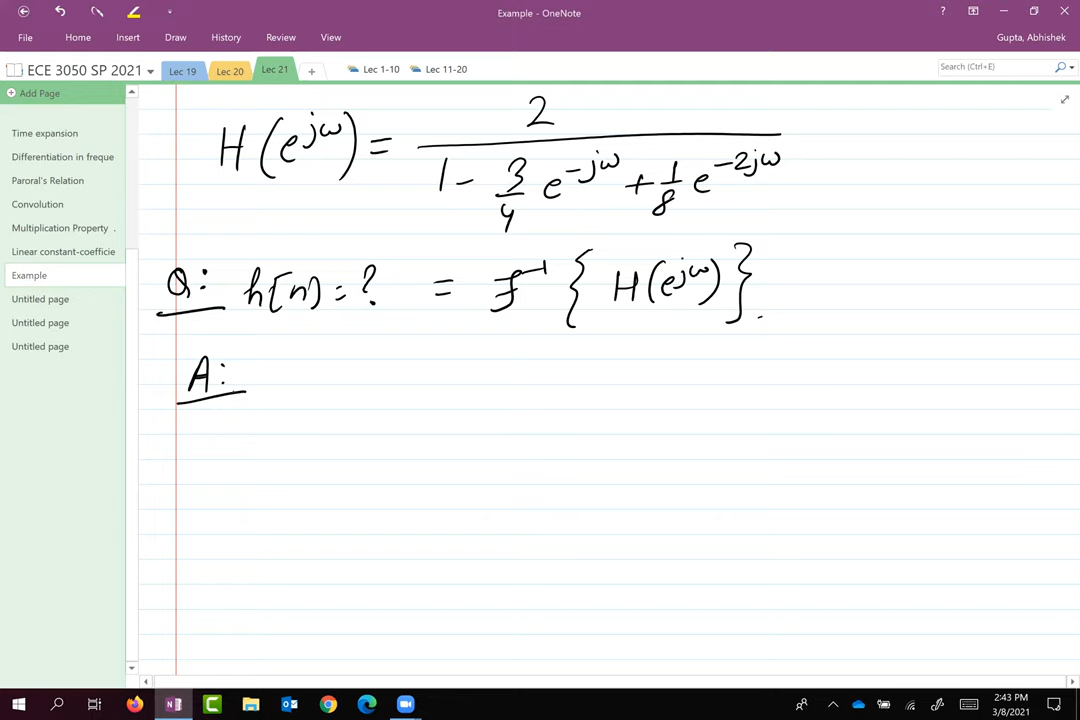 Example - OneNote
?
Gupta, Abhishek
File Home Insert Draw History Review View
ECE 3050 SP 2021 Lec 19 Lec 20 Lec 21 + Lec 1-10 Lec 11-20
Search (Ctrl+E)
Add Page
Time expansion
Differentiation in freque
Paroral's Relation
Convolution
Multiplication Property .
Linear constant-coefficie
Example
Untitled page
Untitled page
Untitled page
H(e^{jω}) = 2 / (1 - 3/4 e^{-jω} + 1/8 e^{-2jω})
Q: h[n] = ? = F^{-1} { H(e^{jω}) }.
A:
2:43 PM
3/8/2021